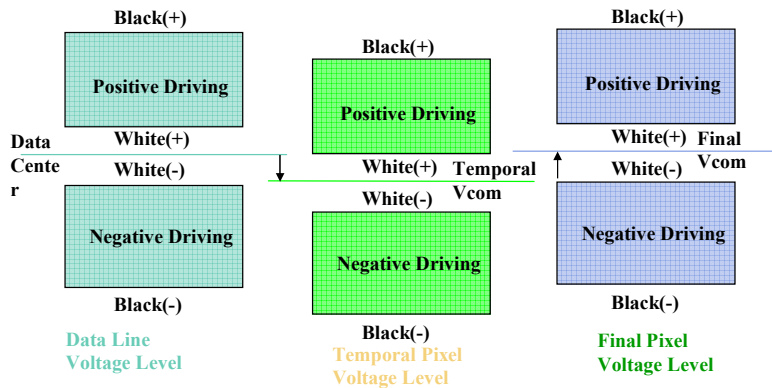 Black(+)
Positive Driving
White(+)
Data
Cente
r
White(-)
Negative Driving
Black(-)
Data Line
Voltage Level
Black(+)
Positive Driving
White(+)
Temporal
Vcom
White(-)
Negative Driving
Black(-)
Temporal Pixel
Voltage Level
Black(+)
Positive Driving
White(+)
Final
Vcom
White(-)
Negative Driving
Black(-)
Final Pixel
Voltage Level